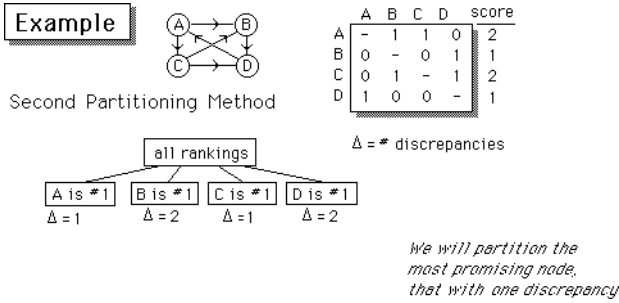 Example
A B
C D
A B C D score
A - 1 1 0 2
B 0 - 0 1 1
C 0 1 - 1 2
D 1 0 0 - 1
Second Partitioning Method
Δ = # discrepancies
all rankings
A is #1 B is #1 C is #1 D is #1
Δ = 1 Δ = 2 Δ = 1 Δ = 2
We will partition the
most promising node,
that with one discrepancy